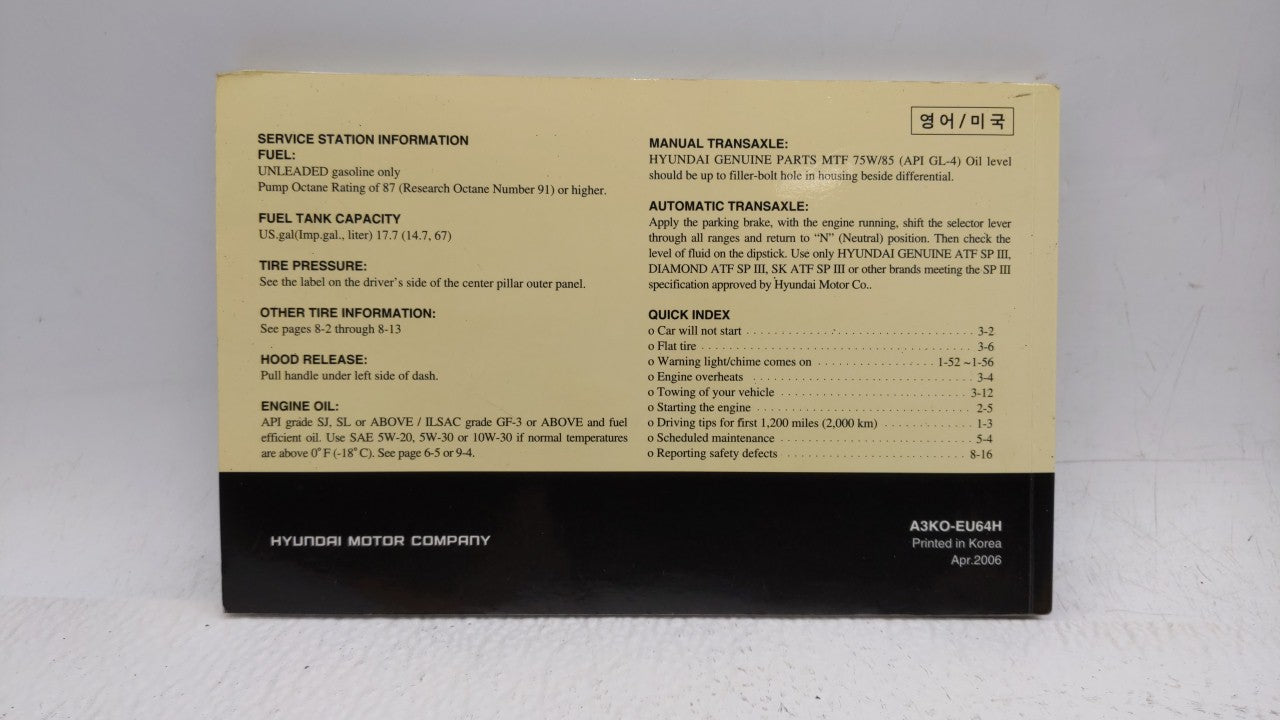 영어/미국
SERVICE STATION INFORMATION
FUEL:
UNLEADED gasoline only
Pump Octane Rating of 87 (Research Octane Number 91) or higher.
FUEL TANK CAPACITY
US.gal(Imp.gal., liter) 17.7 (14.7, 67)
TIRE PRESSURE:
See the label on the driver's side of the center pillar outer panel.
OTHER TIRE INFORMATION:
See pages 8-2 through 8-13
HOOD RELEASE:
Pull handle under left side of dash.
ENGINE OIL:
API grade SJ, SL or ABOVE / ILSAC grade GF-3 or ABOVE and fuel
efficient oil. Use SAE 5W-20, 5W-30 or 10W-30 if normal temperatures
are above 0°F (-18°C). See page 6-5 or 9-4.
MANUAL TRANSAXLE:
HYUNDAI GENUINE PARTS MTF 75W/85 (API GL-4) Oil level
should be up to filler-bolt hole in housing beside differential.
AUTOMATIC TRANSAXLE:
Apply the parking brake, with the engine running, shift the selector lever
through all ranges and return to “N” (Neutral) position. Then check the
level of fluid on the dipstick. Use only HYUNDAI GENUINE ATF SP III,
DIAMOND ATF SP III, SK ATF SP III or other brands meeting the SP III
specification approved by Hyundai Motor Co..
QUICK INDEX
o Car will not start . . . . . . . . . . . . . . . . . . . . 3-2
o Flat tire . . . . . . . . . . . . . . . . . . . . 3-6
o Warning light/chime comes on . . . . . . . . . . . . . . . . . . . . 1-52 ~1-56
o Engine overheats . . . . . . . . . . . . . . . . . . . . 3-4
o Towing of your vehicle . . . . . . . . . . . . . . . . . . . . 3-12
o Starting the engine . . . . . . . . . . . . . . . . . . . . 2-5
o Driving tips for first 1,200 miles (2,000 km) . . . . . . . . . . . . . . . . 1-3
o Scheduled maintenance . . . . . . . . . . . . . . . . . . . . 5-4
o Reporting safety defects . . . . . . . . . . . . . . . . . . . . 8-16
HYUNDAI MOTOR COMPANY
A3KO-EU64H
Printed in Korea
Apr.2006